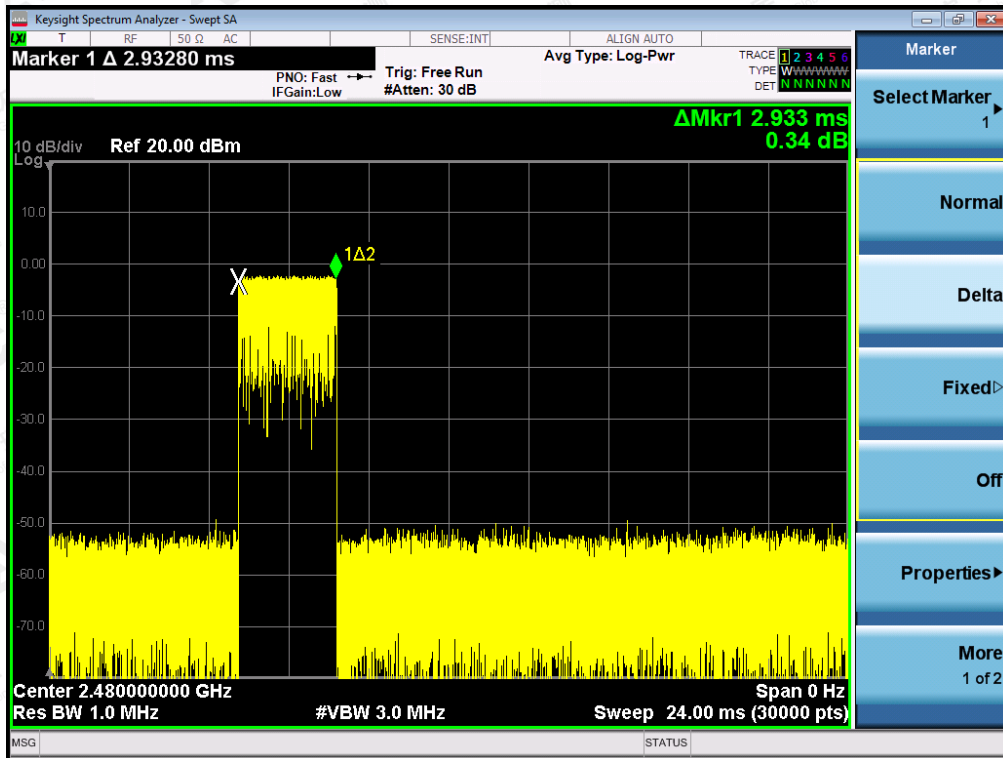 Keysight Spectrum Analyzer - Swept SA
LXI T RF 50 Ω AC SENSE:INT ALIGN AUTO
Marker 1 Δ 2.93280 ms
PNO: Fast
IFGain:Low
Trig: Free Run
#Atten: 30 dB
Avg Type: Log-Pwr
TRACE 1 2 3 4 5 6
TYPE WWWWWW
DET N N N N N N
ΔMkr1 2.933 ms
0.34 dB
10 dB/div Ref 20.00 dBm
Log
10.0
0.00
-10.0
-20.0
-30.0
-40.0
-50.0
-60.0
-70.0
1Δ2
Center 2.480000000 GHz Span 0 Hz
Res BW 1.0 MHz #VBW 3.0 MHz Sweep 24.00 ms (30000 pts)
MSG STATUS
Marker
Select Marker
1
Normal
Delta
Fixed
Off
Properties
More
1 of 2